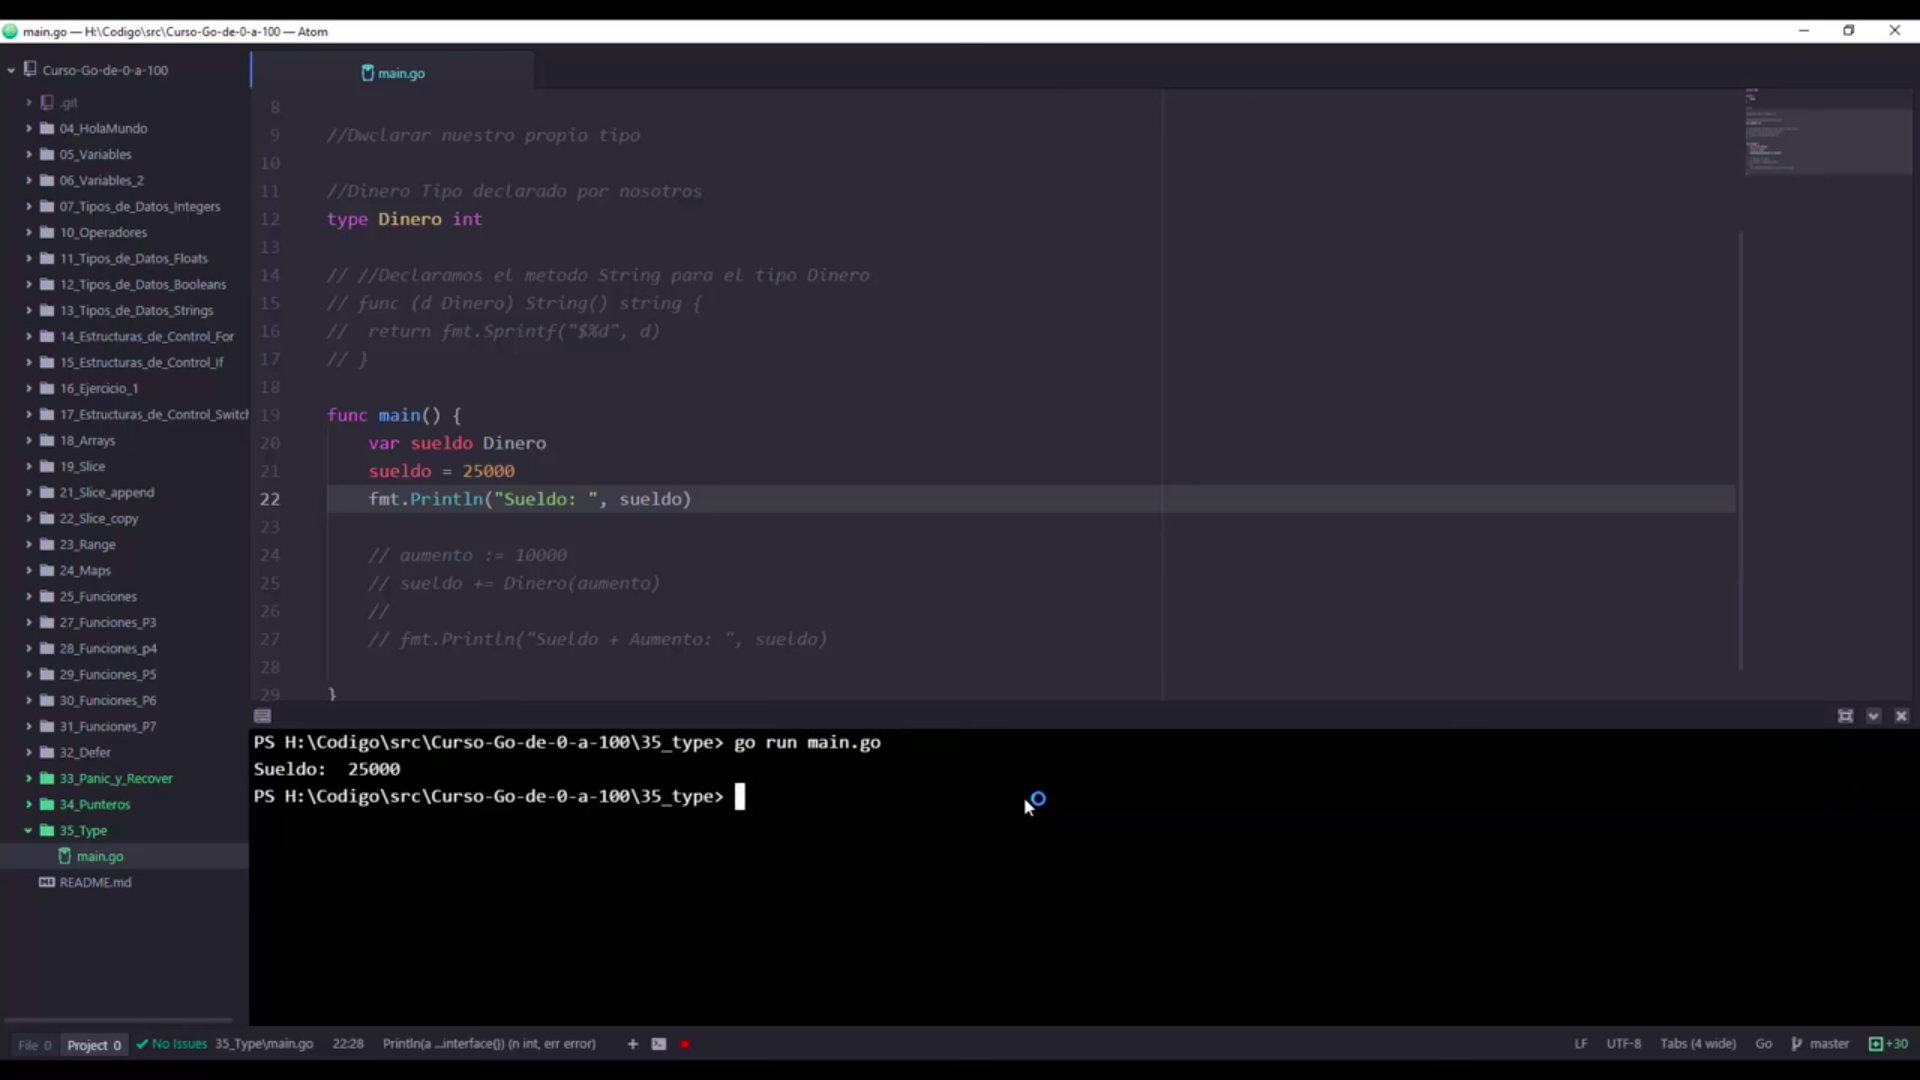 main.go — H:\Codigo\src\Curso-Go-de-0-a-100 — Atom
Curso-Go-de-0-a-100
.git
04_HolaMundo
05_Variables
06_Variables_2
07_Tipos_de_Datos_Integers
10_Operadores
11_Tipos_de_Datos_Floats
12_Tipos_de_Datos_Booleans
13_Tipos_de_Datos_Strings
14_Estructuras_de_Control_For
15_Estructuras_de_Control_If
16_Ejercicio_1
17_Estructuras_de_Control_Switch
18_Arrays
19_Slice
21_Slice_append
22_Slice_copy
23_Range
24_Maps
25_Funciones
27_Funciones_P3
28_Funciones_p4
29_Funciones_P5
30_Funciones_P6
31_Funciones_P7
32_Defer
33_Panic_y_Recover
34_Punteros
35_Type
main.go
README.md
main.go
8
9 //Dwclarar nuestro propio tipo
10
11 //Dinero Tipo declarado por nosotros
12 type Dinero int
13
14 // //Declaramos el metodo String para el tipo Dinero
15 // func (d Dinero) String() string {
16 // return fmt.Sprintf("$%d", d)
17 // }
18
19 func main() {
20 var sueldo Dinero
21 sueldo = 25000
22 fmt.Println("Sueldo: ", sueldo)
23
24 // aumento := 10000
25 // sueldo += Dinero(aumento)
26 //
27 // fmt.Println("Sueldo + Aumento: ", sueldo)
28
29 }
PS H:\Codigo\src\Curso-Go-de-0-a-100\35_type> go run main.go
Sueldo:  25000
PS H:\Codigo\src\Curso-Go-de-0-a-100\35_type>
File 0 Project 0 No Issues 35_Type\main.go 22:28 Println(a ...interface{}) (n int, err error) + LF UTF-8 Tabs (4 wide) Go master +30